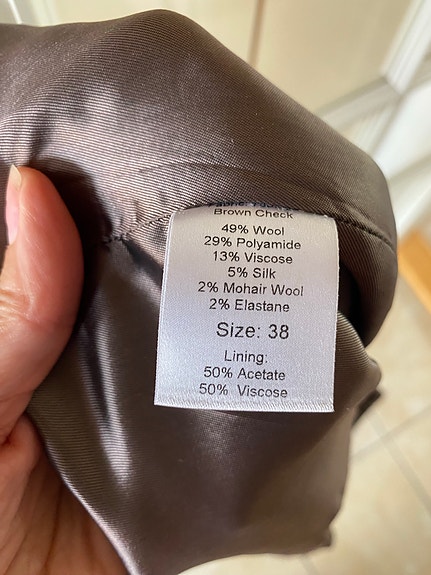 Brown Check
49% Wool
29% Polyamide
13% Viscose
5% Silk
2% Mohair Wool
2% Elastane
Size: 38
Lining:
50% Acetate
50% Viscose